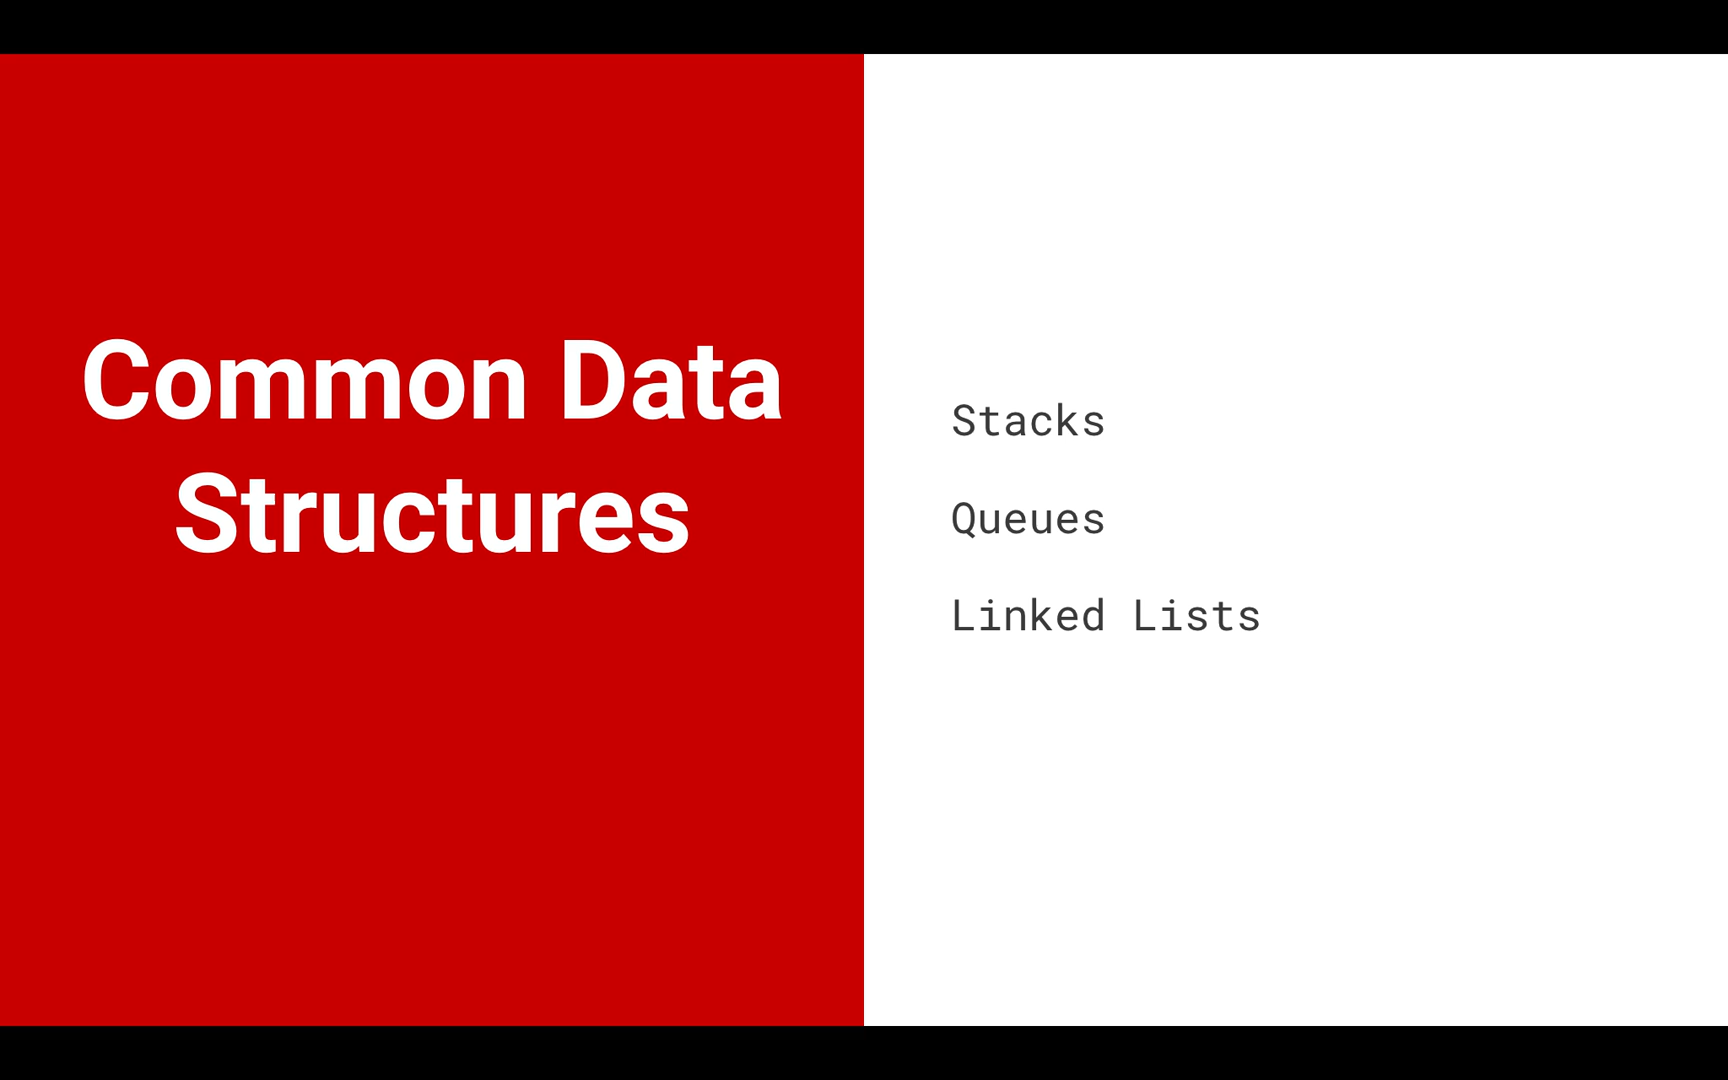 Common Data
Structures
Stacks
Queues
Linked Lists